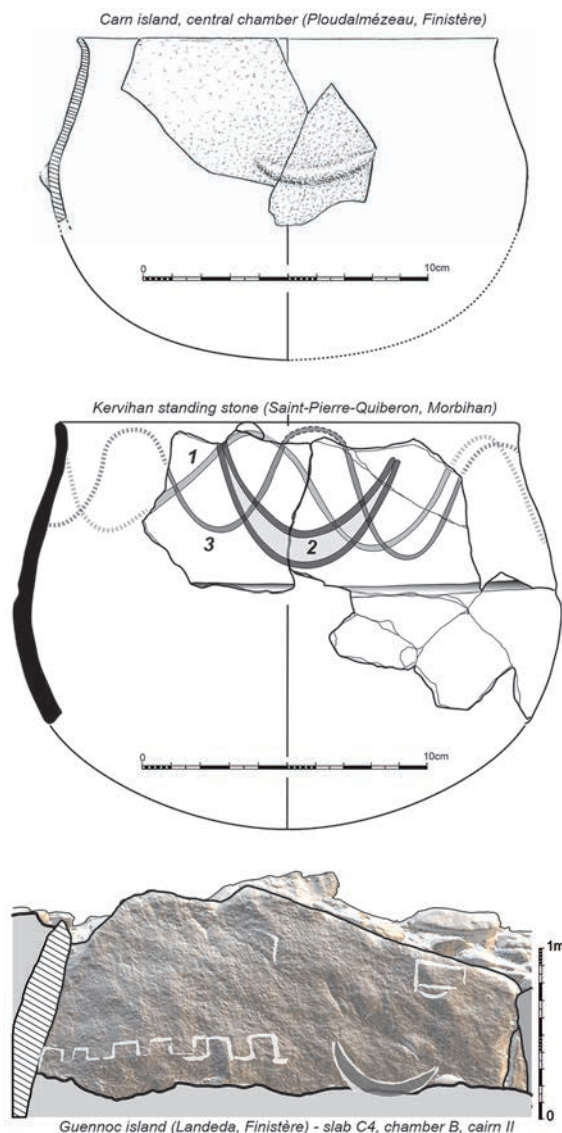 Carn island, central chamber (Ploudalmézeau, Finistère)
0 10cm
Kervihan standing stone (Saint-Pierre-Quiberon, Morbihan)
1
2
3
0 10cm
1m
0
Guennoc island (Landeda, Finistère) - slab C4, chamber B, cairn II